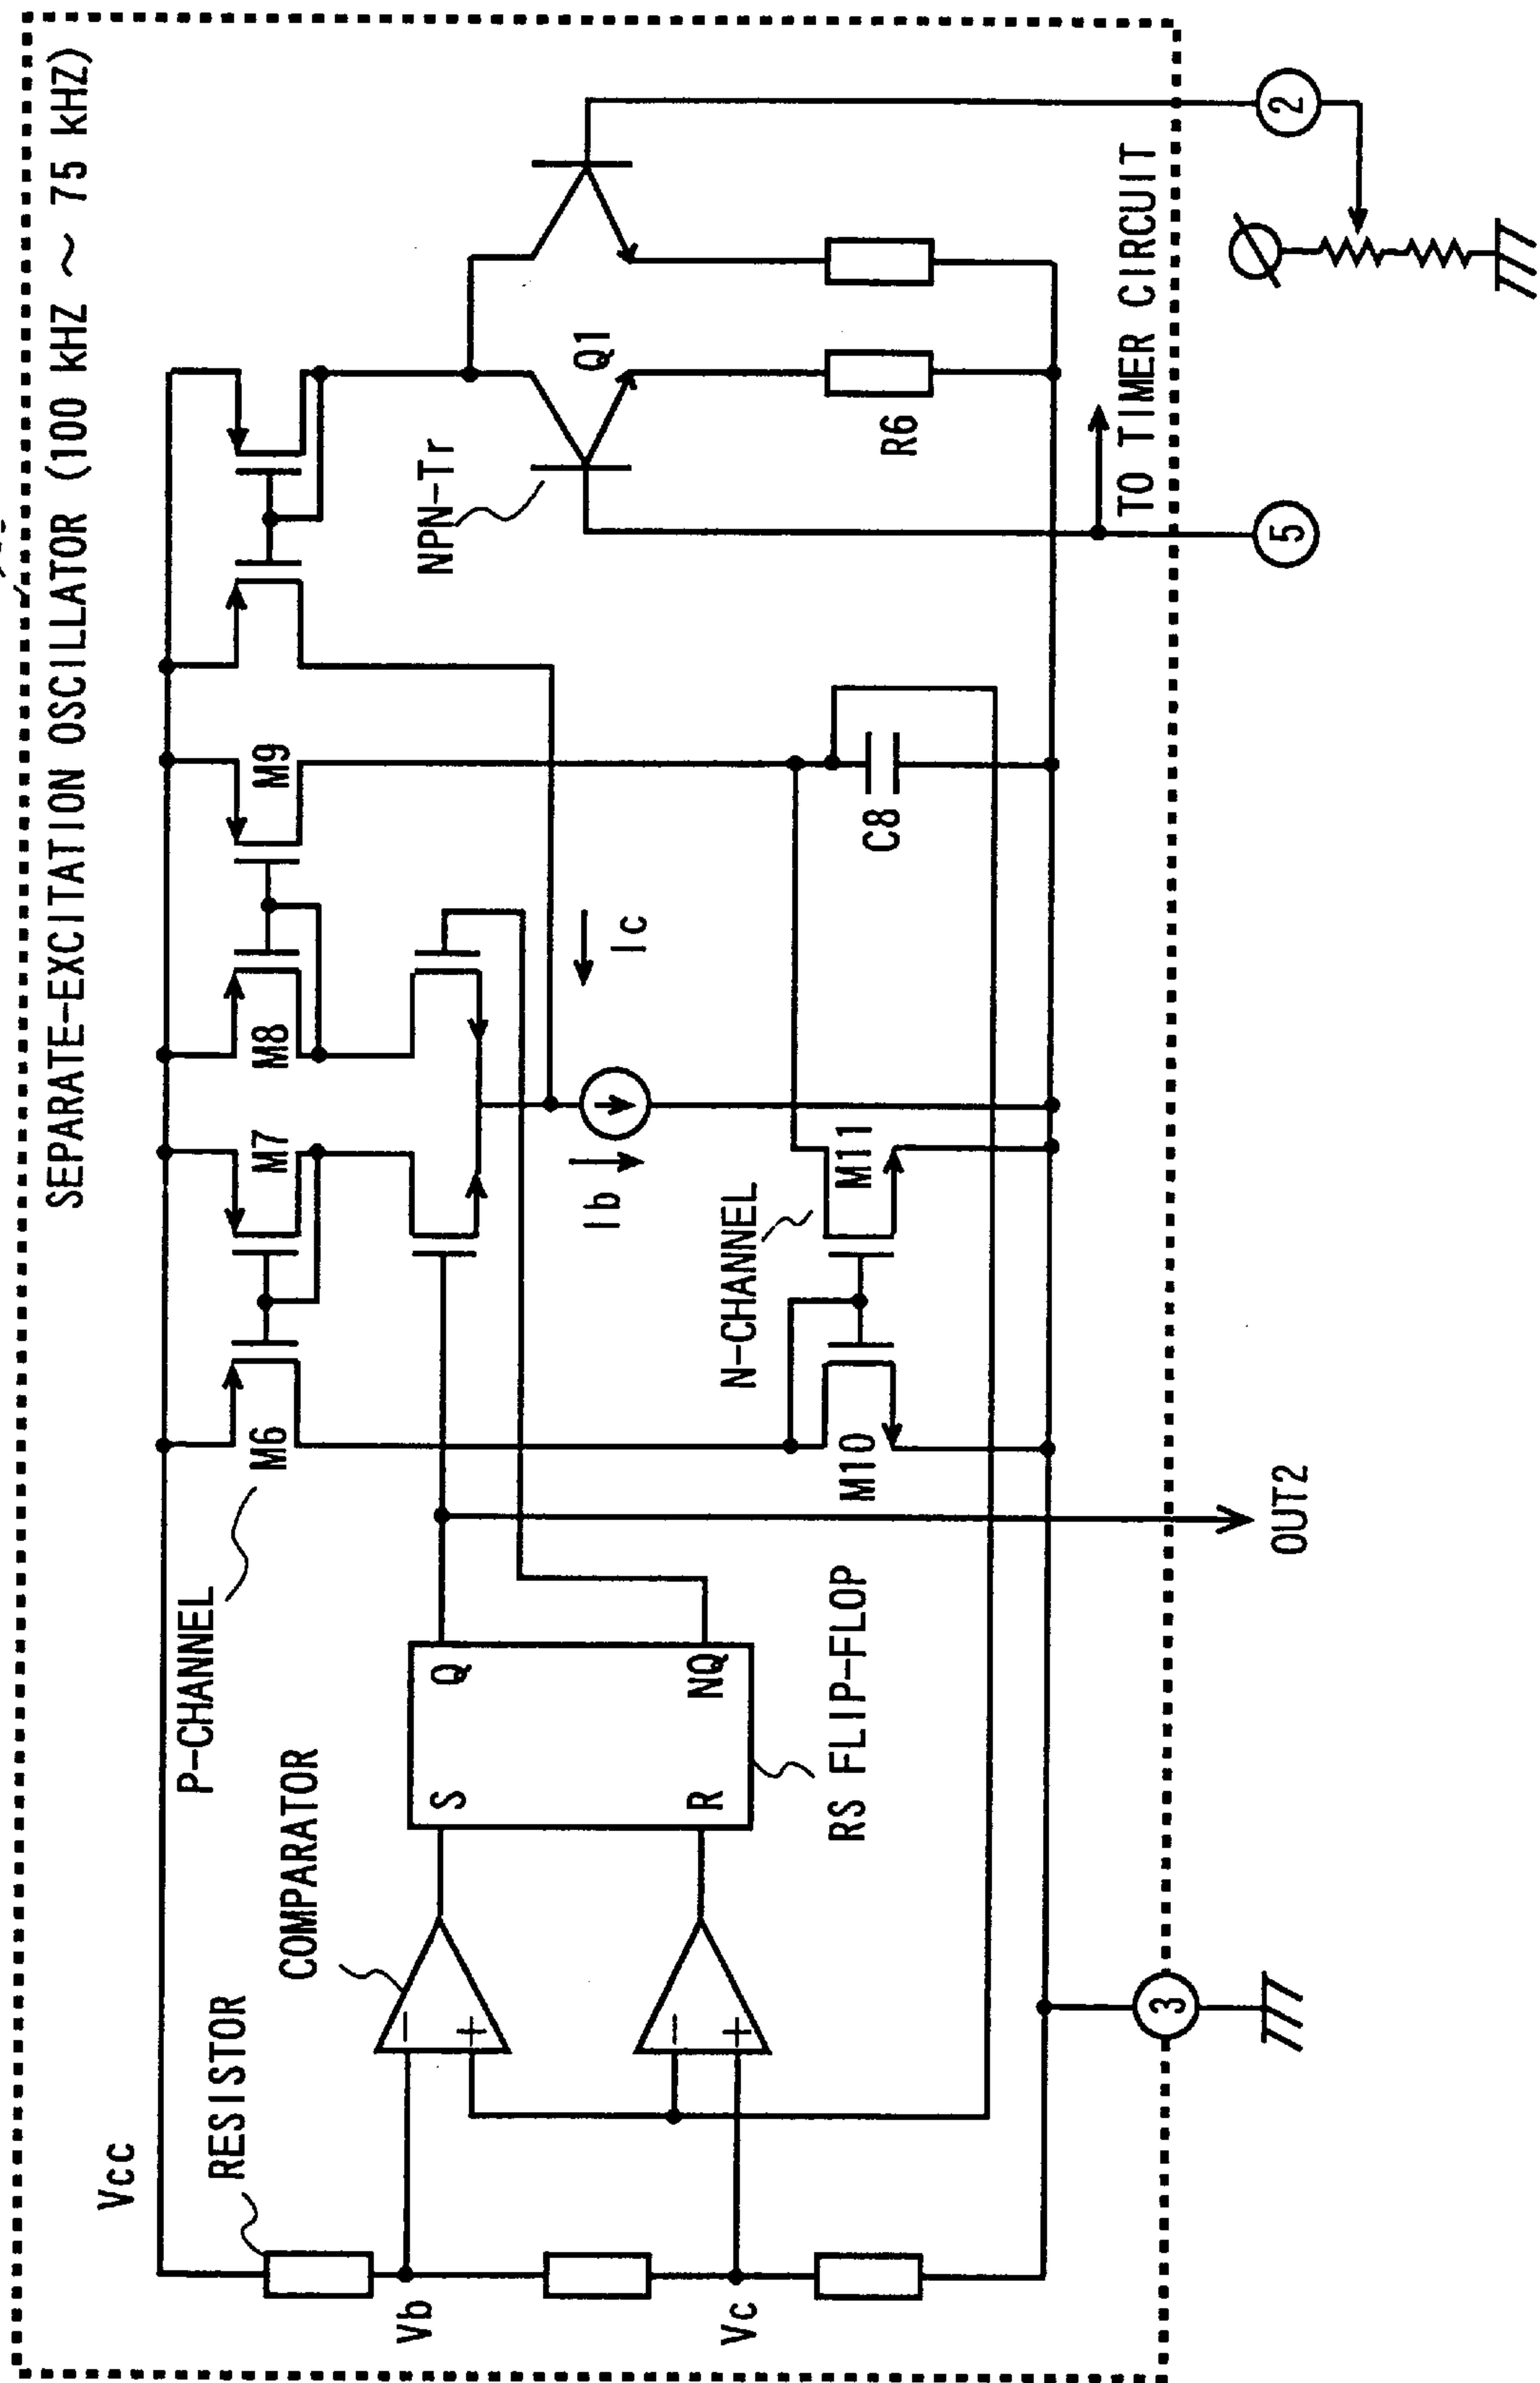 SEPARATE-EXCITATION OSCILLATOR (100 kHZ ~ 75 kHZ)
Vcc
RESISTOR
Vb
Vc
COMPARATOR
S
R
Q
NQ
RS FLIP-FLOP
P-CHANNEL
M6
M7
M8
M9
Ib
Ic
N-CHANNEL
M10
M11
C8
NPN-Tr
Q1
R6
TO TIMER CIRCUIT
3
OUT2
5
2